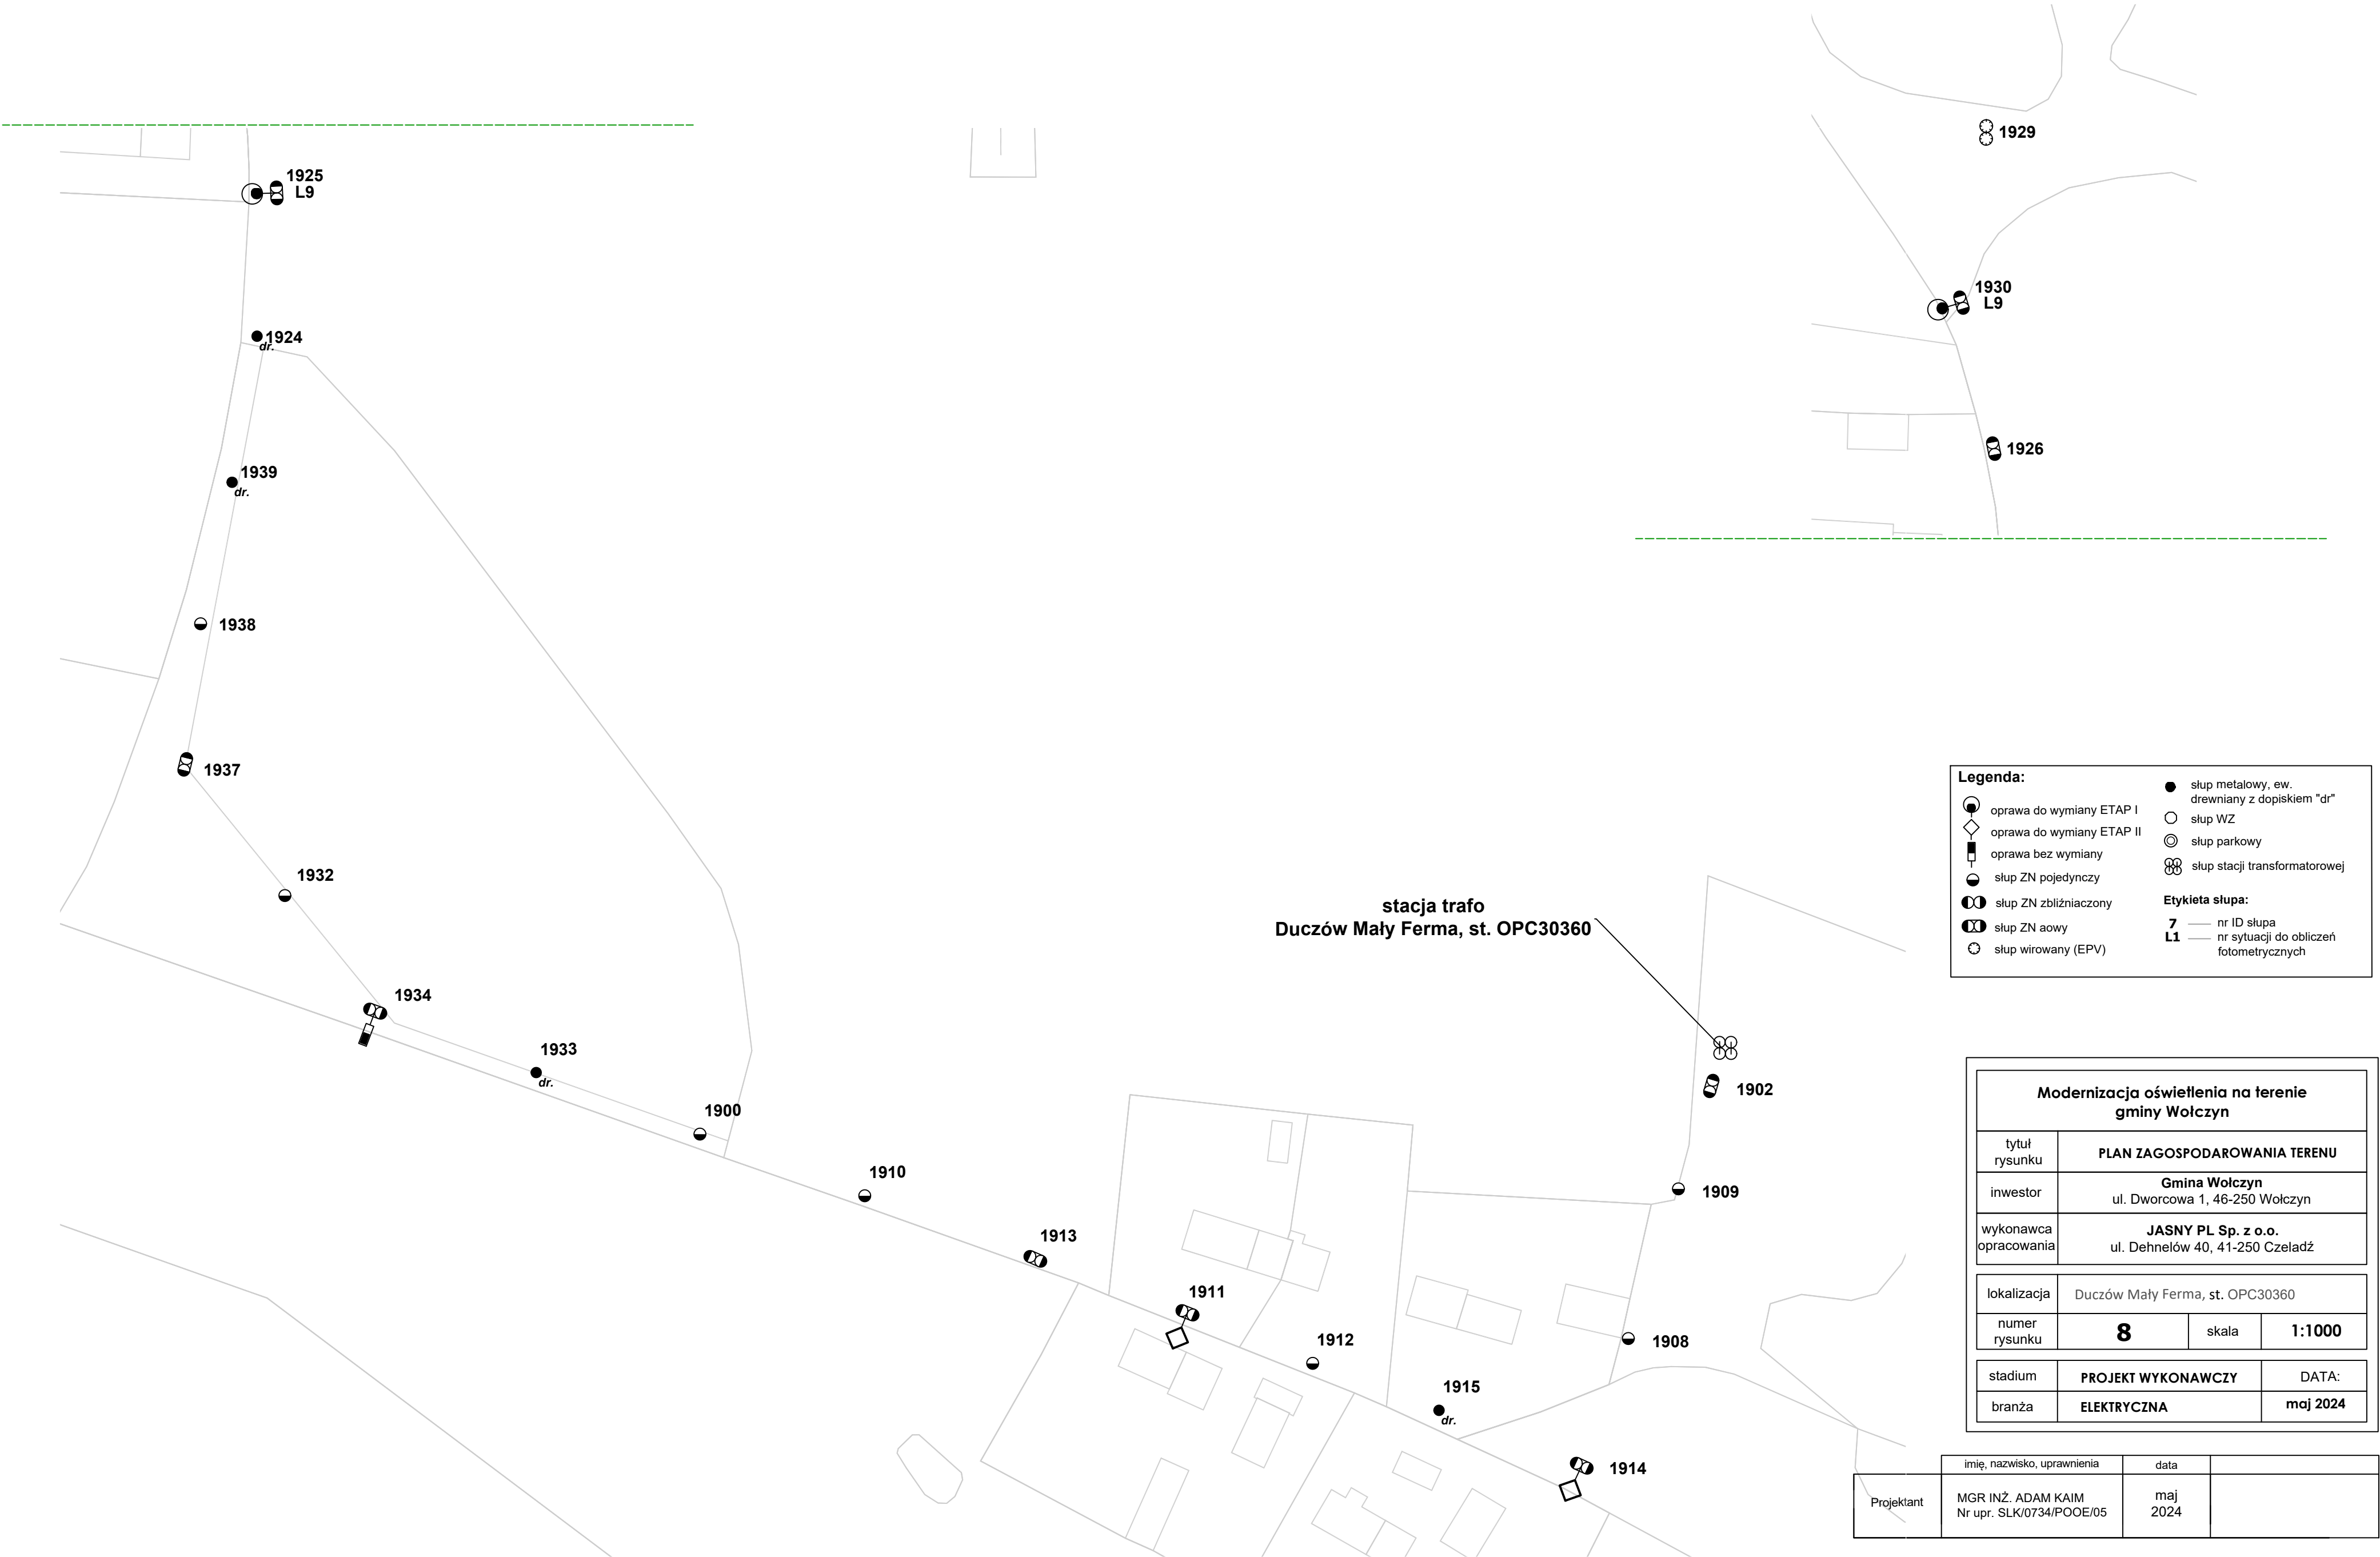 1929
1925
L9
1930
L9
1924
dr.
1926
1939
dr.
1938
1937
1932
1934
1933
dr.
1900
1910
1913
1911
1912
1915
dr.
1914
1908
1909
1902
stacja trafo
Duczów Mały Ferma, st. OPC30360
Legenda:
oprawa do wymiany ETAP I
oprawa do wymiany ETAP II
oprawa bez wymiany
słup ZN pojedynczy
słup ZN zbliźniaczony
słup ZN aowy
słup wirowany (EPV)
słup metalowy, ew.
drewniany z dopiskiem "dr"
słup WZ
słup parkowy
słup stacji transformatorowej
Etykieta słupa:
7 nr ID słupa
L1 nr sytuacji do obliczeń
fotometrycznych
Modernizacja oświetlenia na terenie
gminy Wołczyn
tytuł
rysunku
PLAN ZAGOSPODAROWANIA TERENU
inwestor
Gmina Wołczyn
ul. Dworcowa 1, 46-250 Wołczyn
wykonawca
opracowania
JASNY PL Sp. z o.o.
ul. Dehnelów 40, 41-250 Czeladź
lokalizacja
Duczów Mały Ferma, st. OPC30360
numer
rysunku
8
skala
1:1000
stadium
PROJEKT WYKONAWCZY
DATA:
branża
ELEKTRYCZNA
maj 2024
imię, nazwisko, uprawnienia
data
Projektant
MGR INŻ. ADAM KAIM
Nr upr. SLK/0734/POOE/05
maj
2024